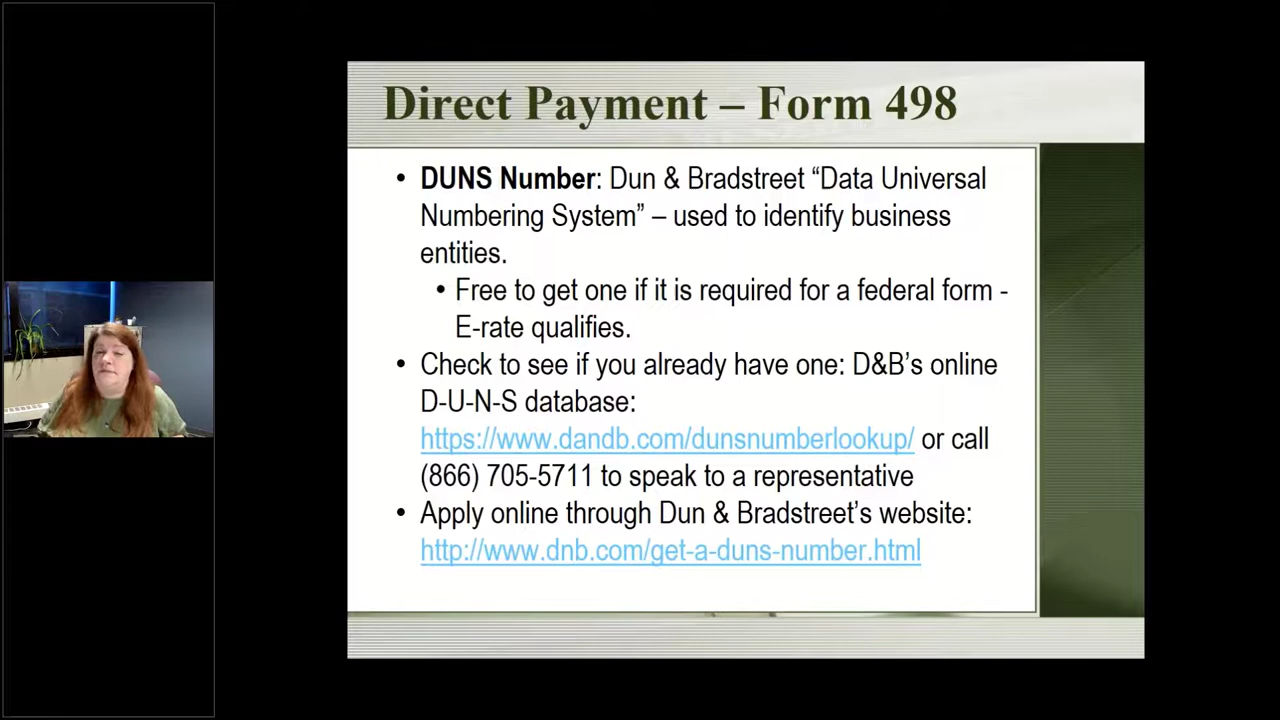 Direct Payment – Form 498
• DUNS Number: Dun & Bradstreet “Data Universal
Numbering System” – used to identify business
entities.
• Free to get one if it is required for a federal form -
E-rate qualifies.
• Check to see if you already have one: D&B’s online
D-U-N-S database:
https://www.dandb.com/dunsnumberlookup/ or call
(866) 705-5711 to speak to a representative
• Apply online through Dun & Bradstreet’s website:
http://www.dnb.com/get-a-duns-number.html